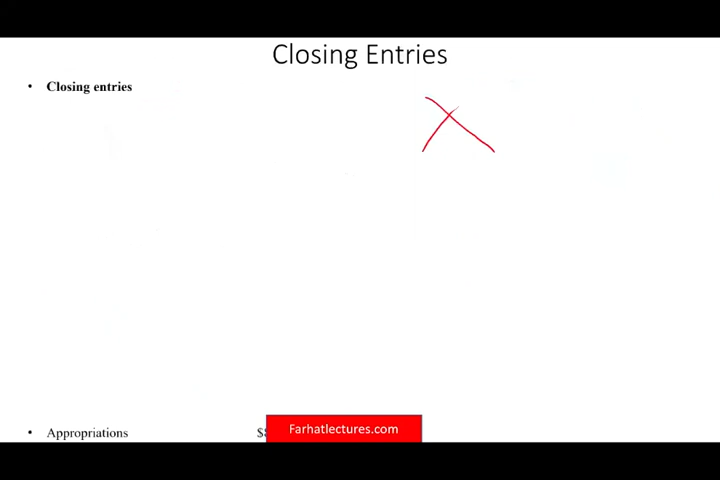 Closing Entries
• Closing entries
• Appropriations
Farhatlectures.com